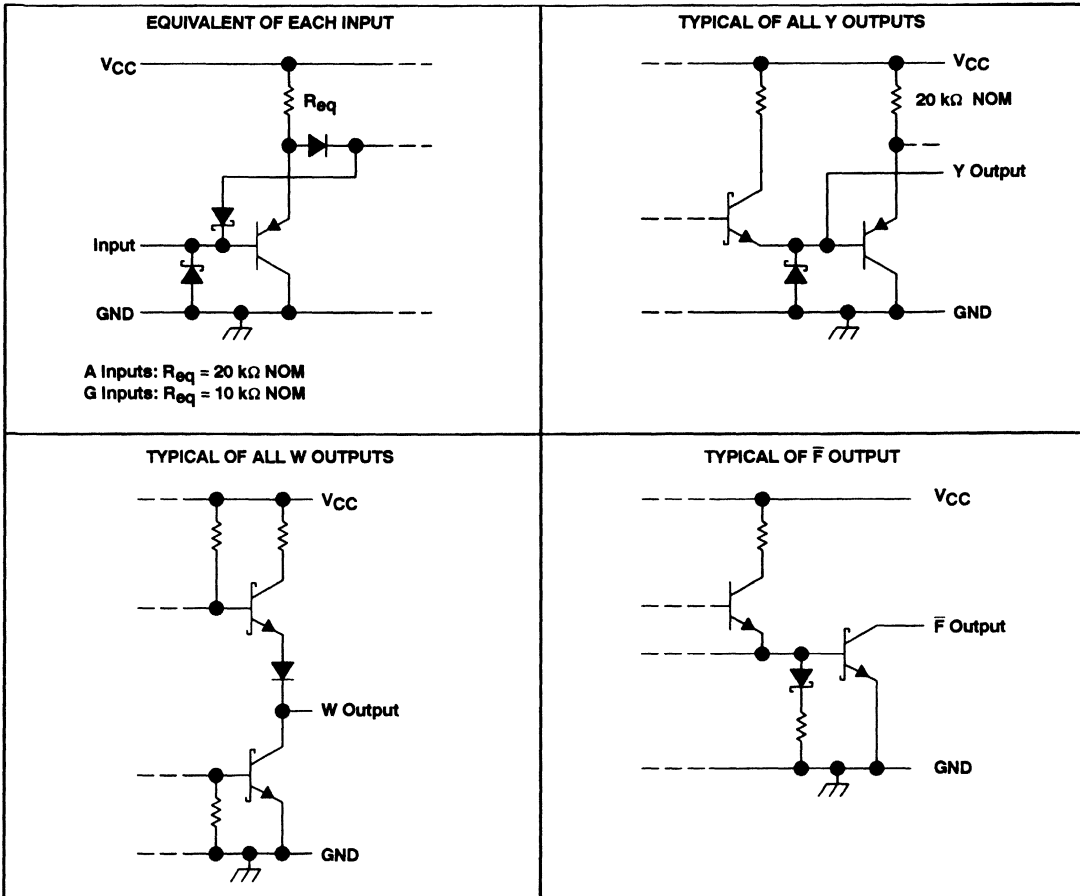 EQUIVALENT OF EACH INPUT
VCC
Req
Input
GND
A Inputs: Req = 20 kΩ NOM
G Inputs: Req = 10 kΩ NOM
TYPICAL OF ALL Y OUTPUTS
VCC
20 kΩ NOM
Y Output
GND
TYPICAL OF ALL W OUTPUTS
VCC
W Output
GND
TYPICAL OF F̅ OUTPUT
VCC
F̅ Output
GND